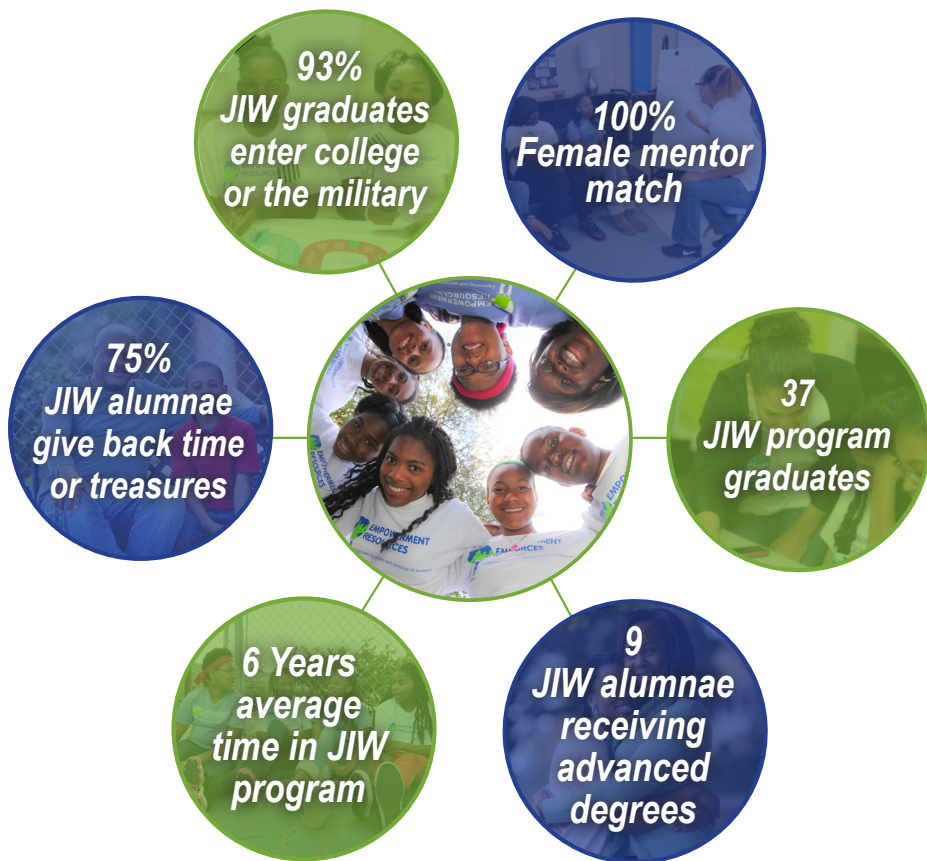 93%
JIW graduates
enter college
or the military
100%
Female mentor
match
75%
JIW alumnae
give back time
or treasures
37
JIW program
graduates
6 Years
average
time in JIW
program
9
JIW alumnae
receiving
advanced
degrees
EMPOWERMENT
RESOURCES
EMPOWERMENT
RESOURCES